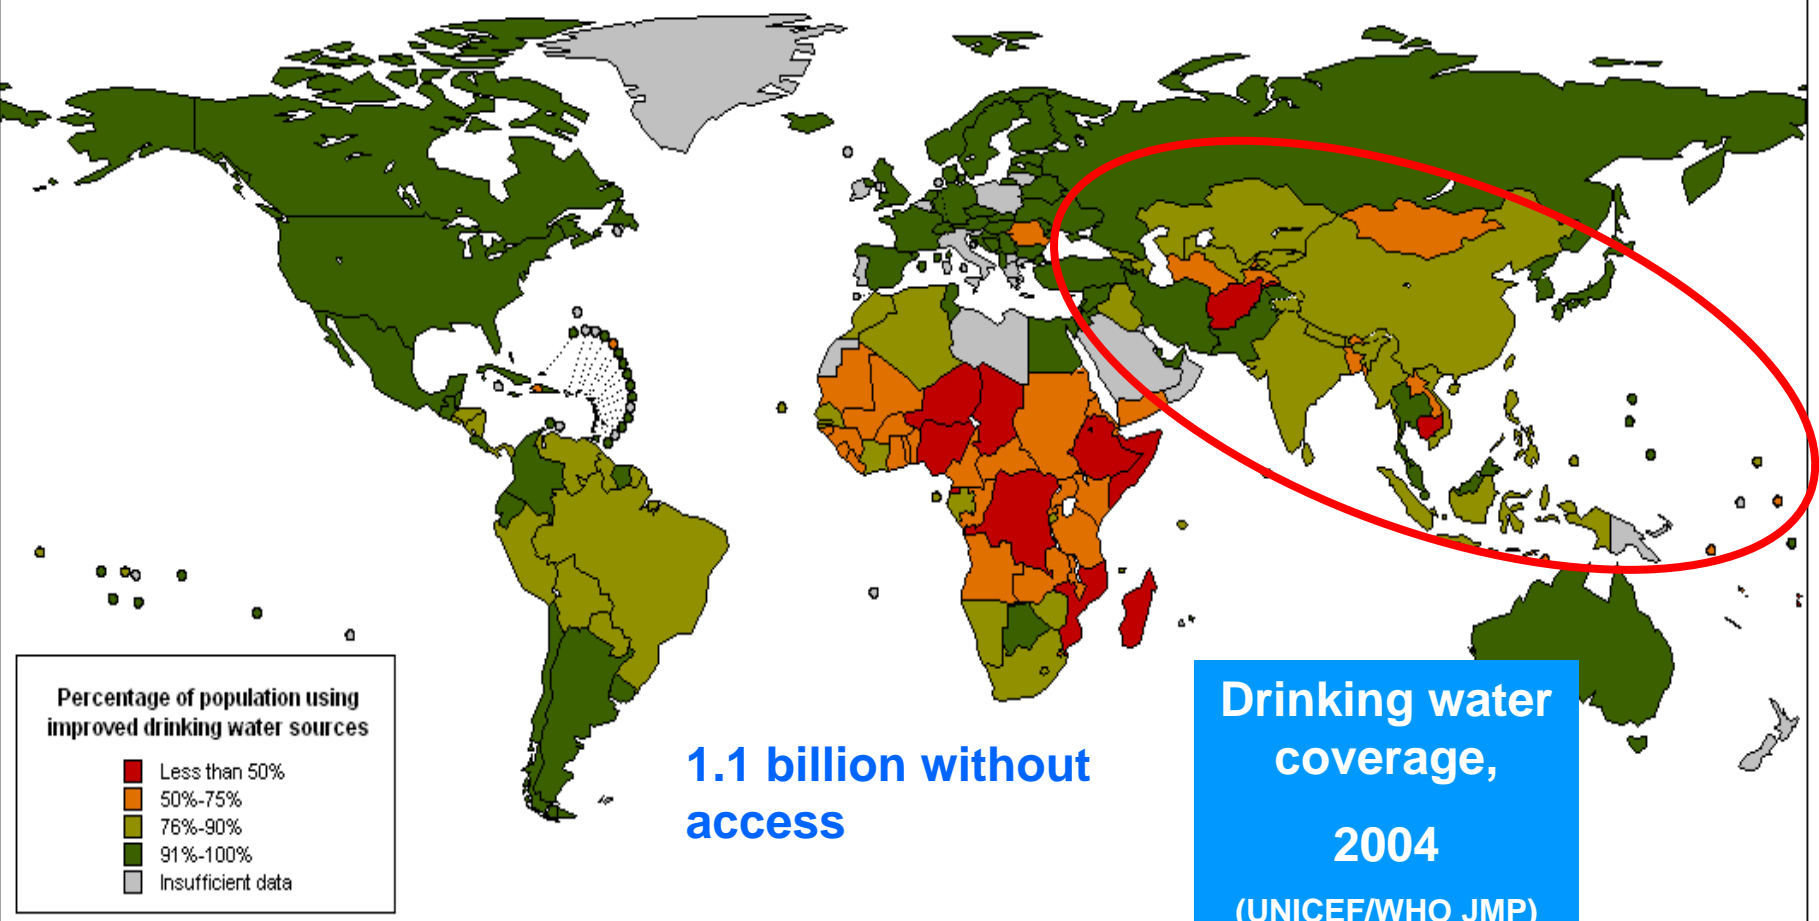 Percentage of population using
improved drinking water sources
Less than 50%
50%-75%
76%-90%
91%-100%
Insufficient data
1.1 billion without
access
Drinking water
coverage,
2004
(UNICEF/WHO JMP)